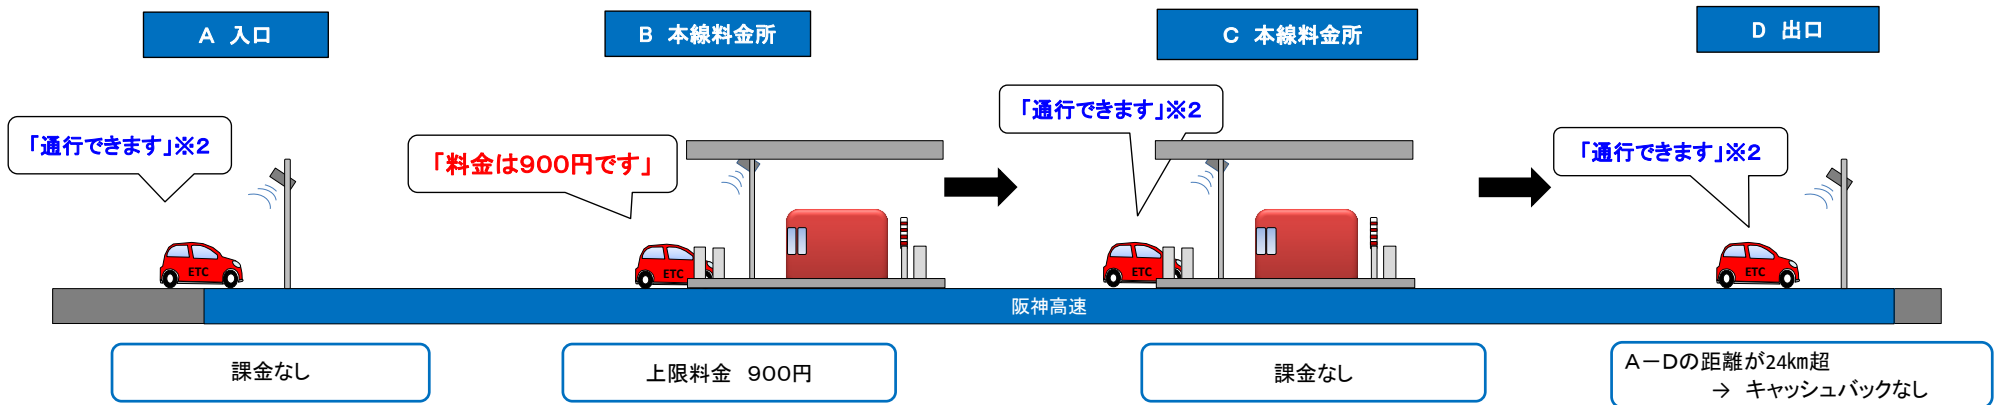 A 入口
B 本線料金所
C 本線料金所
D 出口
「通行できます」※2
「料金は900円です」
「通行できます」※2
「通行できます」※2
ETC
ETC
ETC
ETC
阪神高速
課金なし
上限料金 900円
課金なし
A－Dの距離が24km超
→ キャッシュバックなし